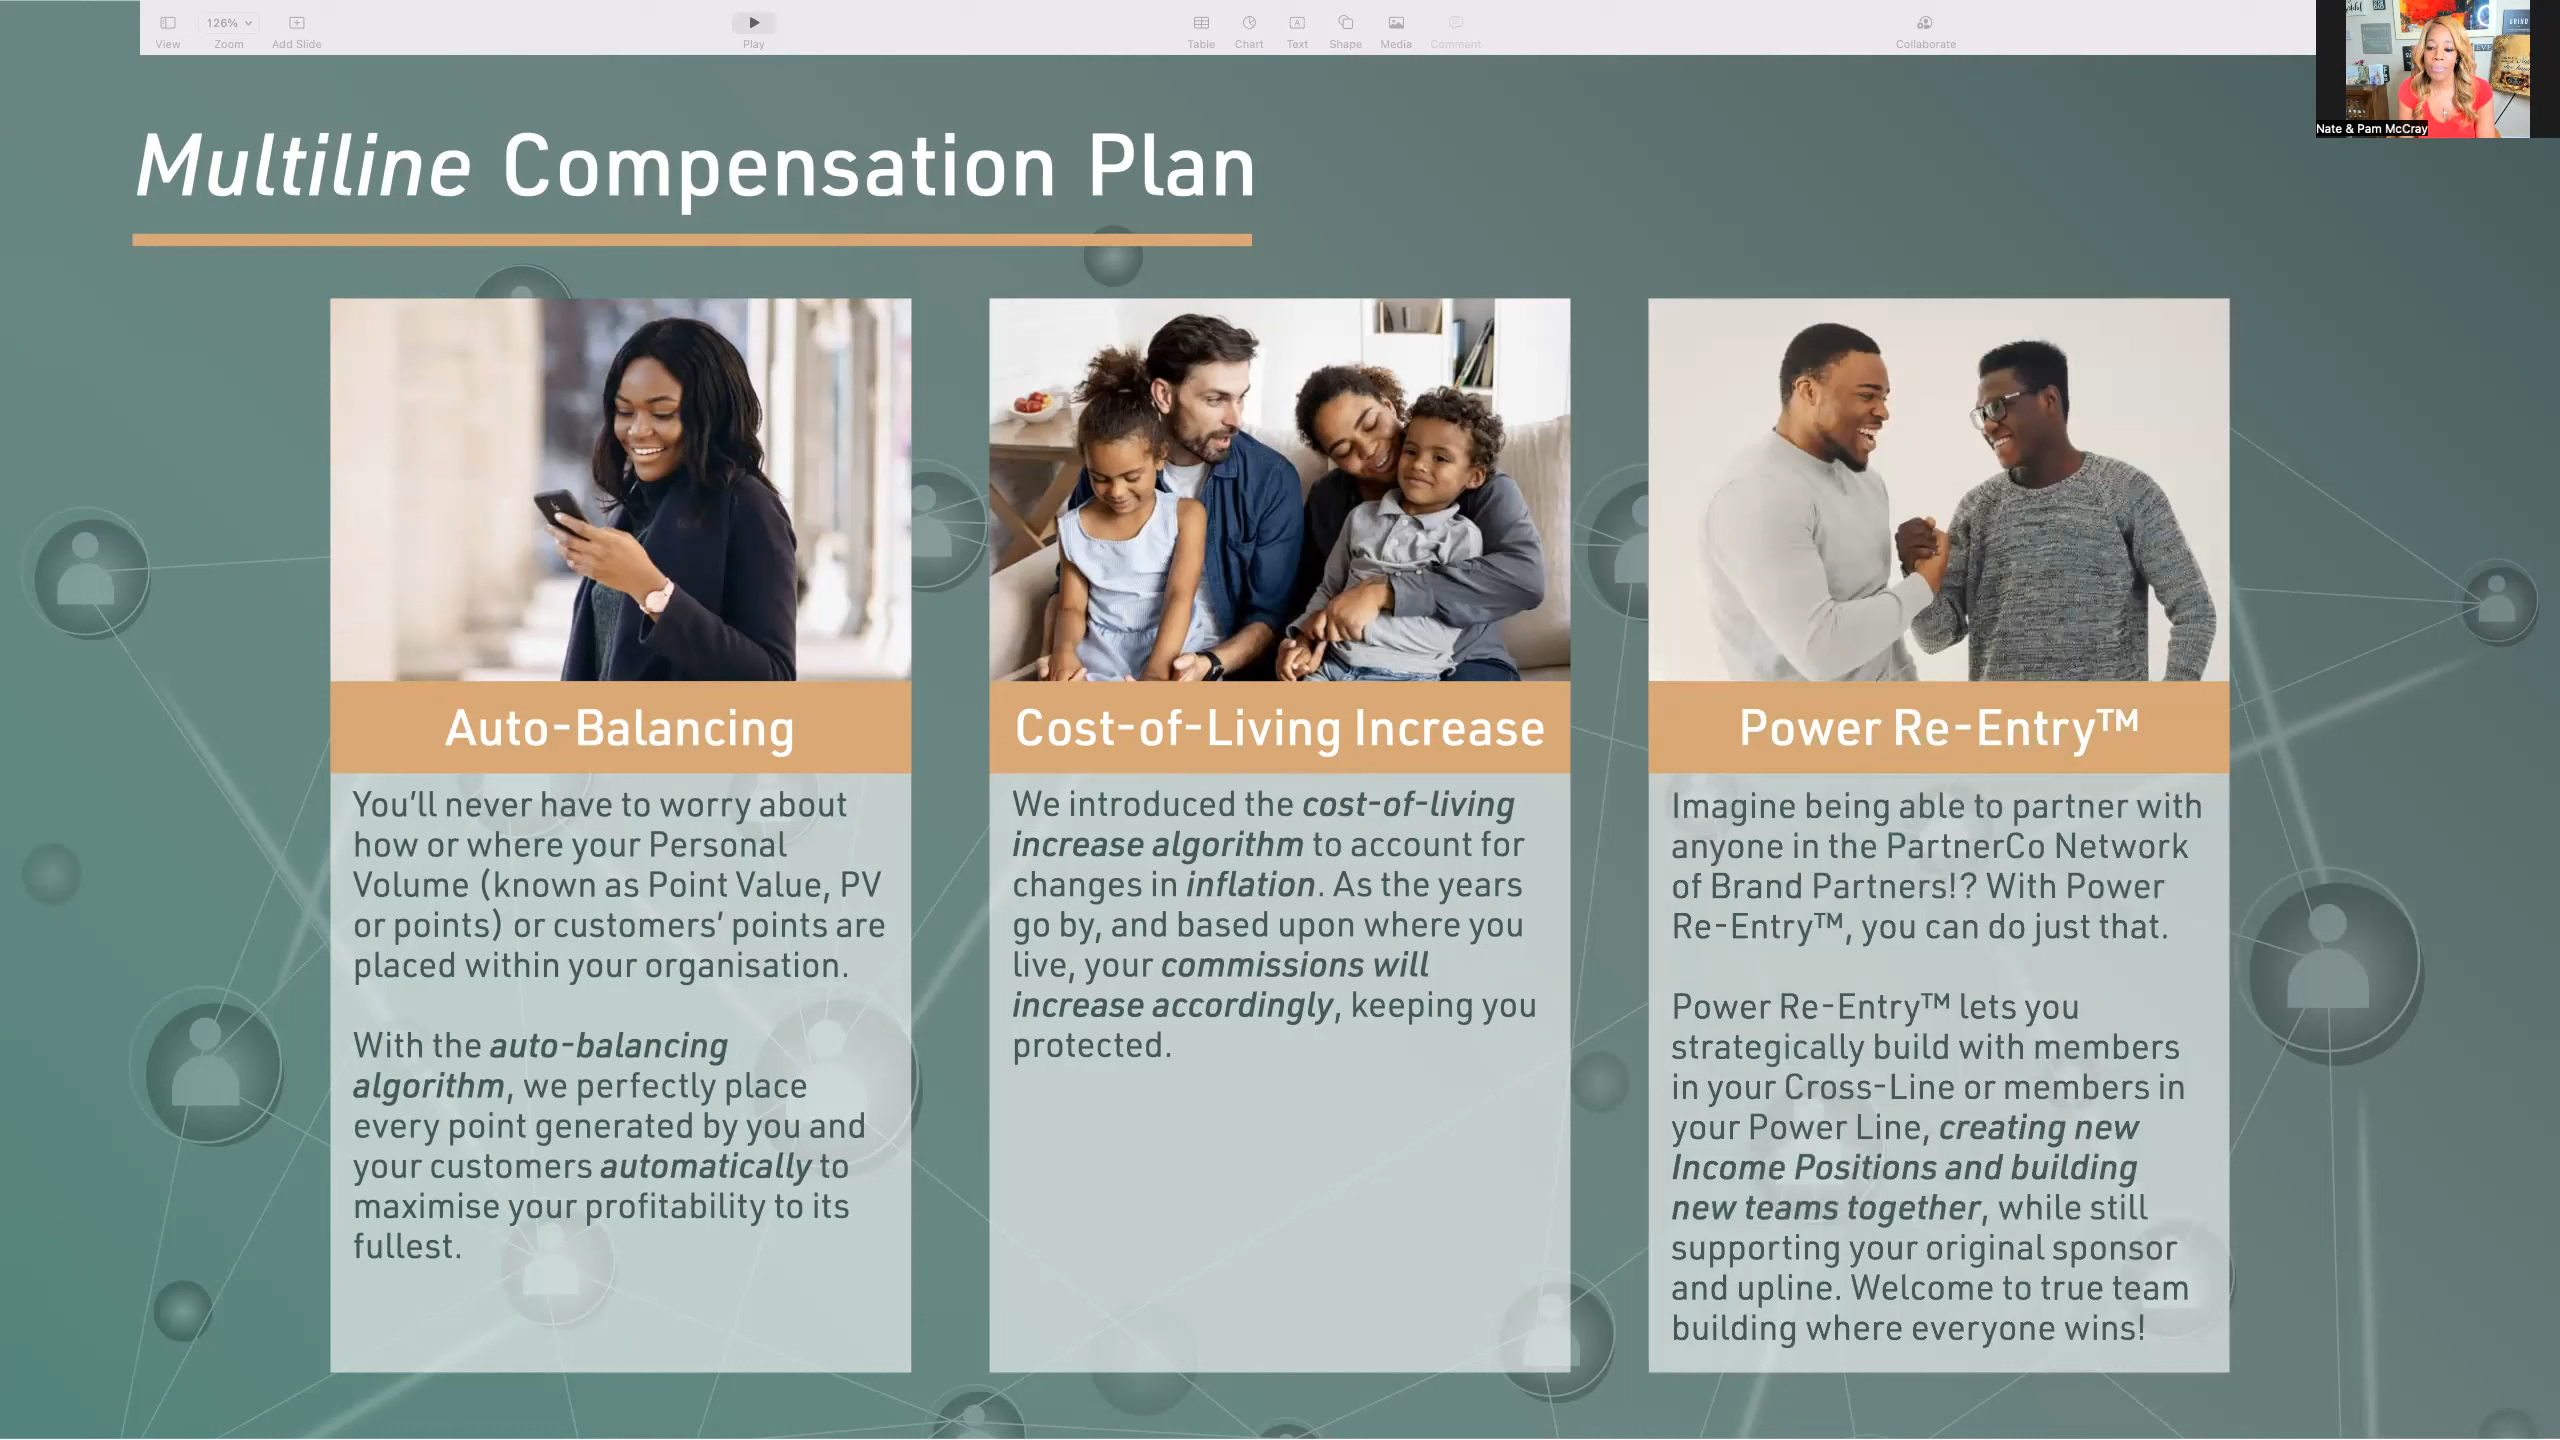 126%
View
Zoom
Add Slide
Play
Table
Chart
Text
Shape
Media
Comment
Collaborate
Nate & Pam McCray
Multiline Compensation Plan
Auto-Balancing
You'll never have to worry about
how or where your Personal
Volume (known as Point Value, PV
or points) or customers' points are
placed within your organisation.
With the auto-balancing
algorithm, we perfectly place
every point generated by you and
your customers automatically to
maximise your profitability to its
fullest.
Cost-of-Living Increase
We introduced the cost-of-living
increase algorithm to account for
changes in inflation. As the years
go by, and based upon where you
live, your commissions will
increase accordingly, keeping you
protected.
Power Re-Entry™
Imagine being able to partner with
anyone in the PartnerCo Network
of Brand Partners!? With Power
Re-Entry™, you can do just that.
Power Re-Entry™ lets you
strategically build with members
in your Cross-Line or members in
your Power Line, creating new
Income Positions and building
new teams together, while still
supporting your original sponsor
and upline. Welcome to true team
building where everyone wins!